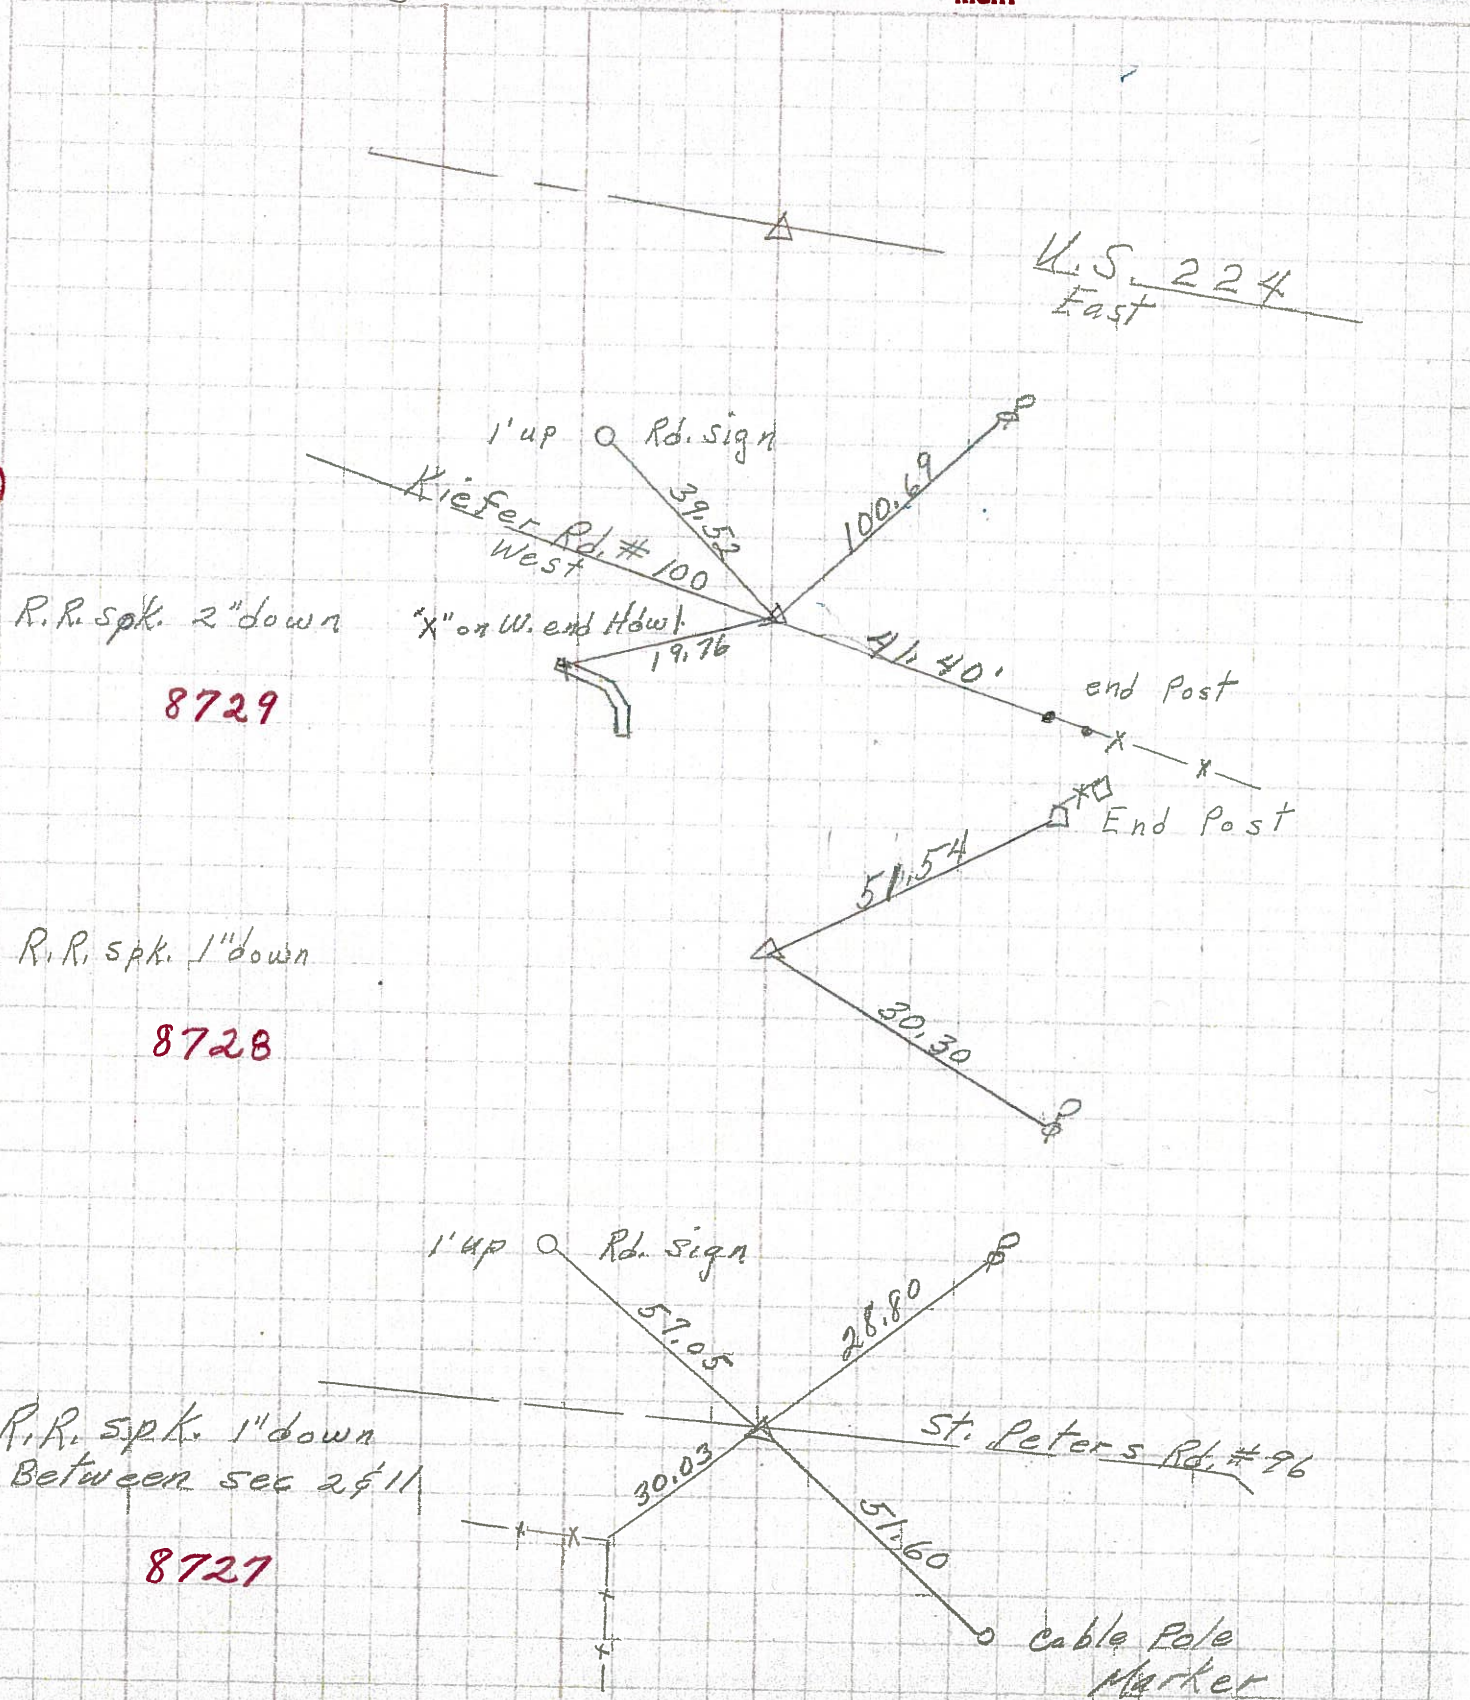 U.S. 224
East
1'up Rd. sign
39.52
100.69
Kiefer Rd. # 100
West
R.R. spk. 2" down
"X" on W. end Hdwl.
19.76
41.40'
end Post
8729
End Post
51.54
R.R. spk. 1" down
30.30
8728
1'up Rd. Sign
57.05
28.80
R.R. spk. 1" down
Between sec 2 & 11
St. Peters Rd. # 96
30.03
51.60
8727
Cable Pole
Marker